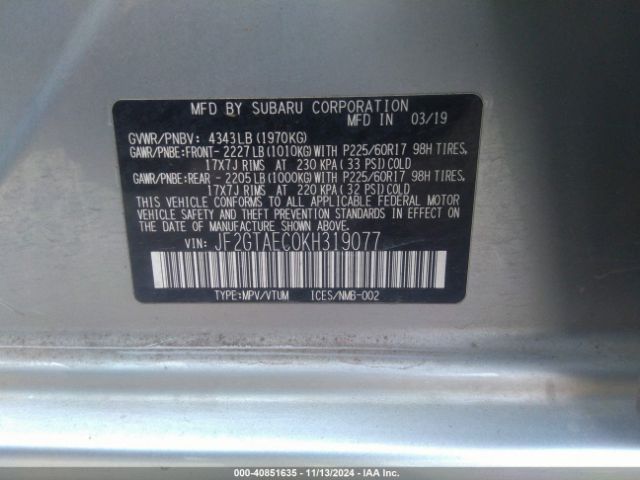 MFD BY SUBARU CORPORATION
MFD IN 03/19
GVWR/PNBV: 4343LB(1970KG)
GAWR/PNBE:FRONT-2227LB(1010KG)WITH P225/60R17 98H TIRES,
17X7J RIMS AT 230 KPA(33 PSI)COLD
GAWR/PNBE:REAR -2205LB(1000KG)WITH P225/60R17 98H TIRES,
17X7J RIMS AT 220 KPA(32 PSI)COLD
THIS VEHICLE CONFORMS TO ALL APPLICABLE FEDERAL MOTOR
VEHICLE SAFETY AND THEFT PREVENTION STANDARDS IN EFFECT ON
THE DATE OF MANUFACTURE SHOWN ABOVE.
VIN: JF2GTAEC0KH319077
TYPE:MPV/VTUM ICES/NMB-002
000-40851635 - 11/13/2024 - IAA Inc.